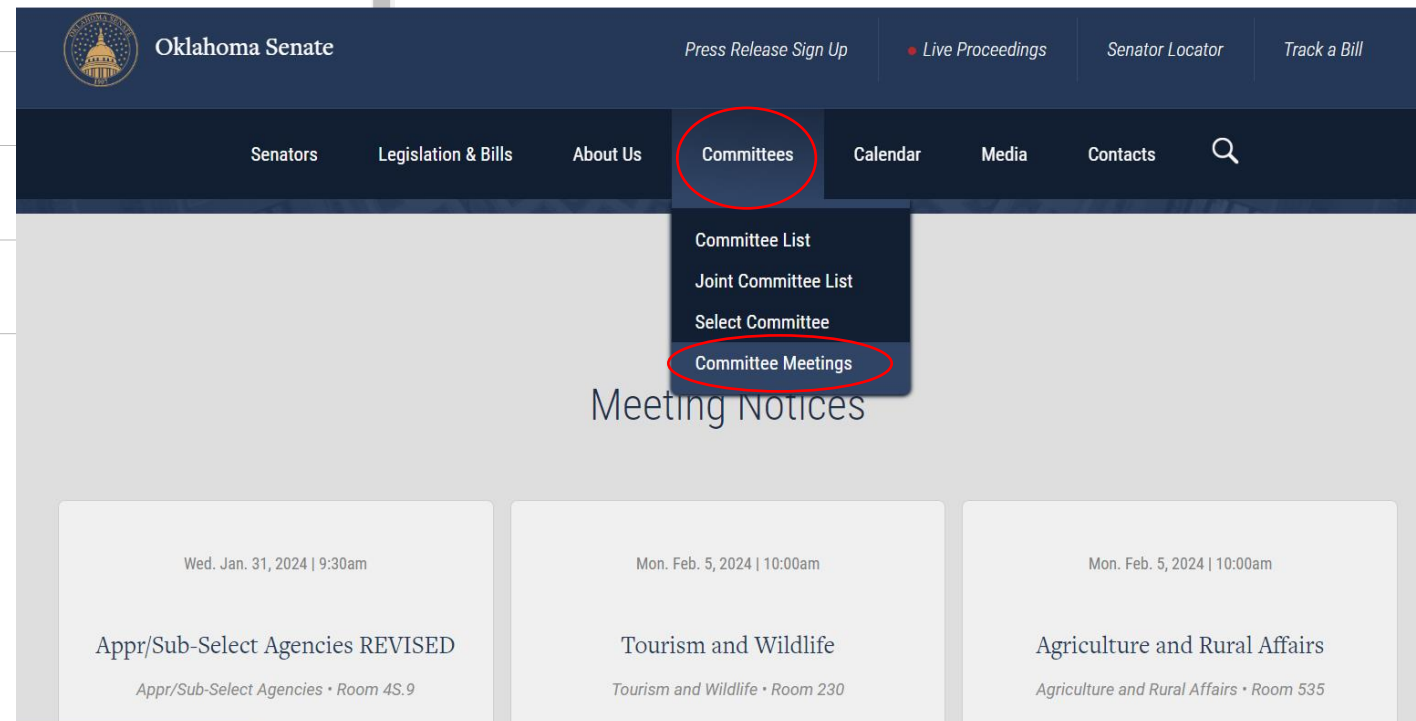 Oklahoma Senate
Press Release Sign Up
Live Proceedings
Senator Locator
Track a Bill
Senators
Legislation & Bills
About Us
Committees
Calendar
Media
Contacts
Committee List
Joint Committee List
Select Committee
Committee Meetings
Meeting Notices
Wed. Jan. 31, 2024 | 9:30am
Appr/Sub-Select Agencies REVISED
Appr/Sub-Select Agencies • Room 4S.9
Mon. Feb. 5, 2024 | 10:00am
Tourism and Wildlife
Tourism and Wildlife • Room 230
Mon. Feb. 5, 2024 | 10:00am
Agriculture and Rural Affairs
Agriculture and Rural Affairs • Room 535